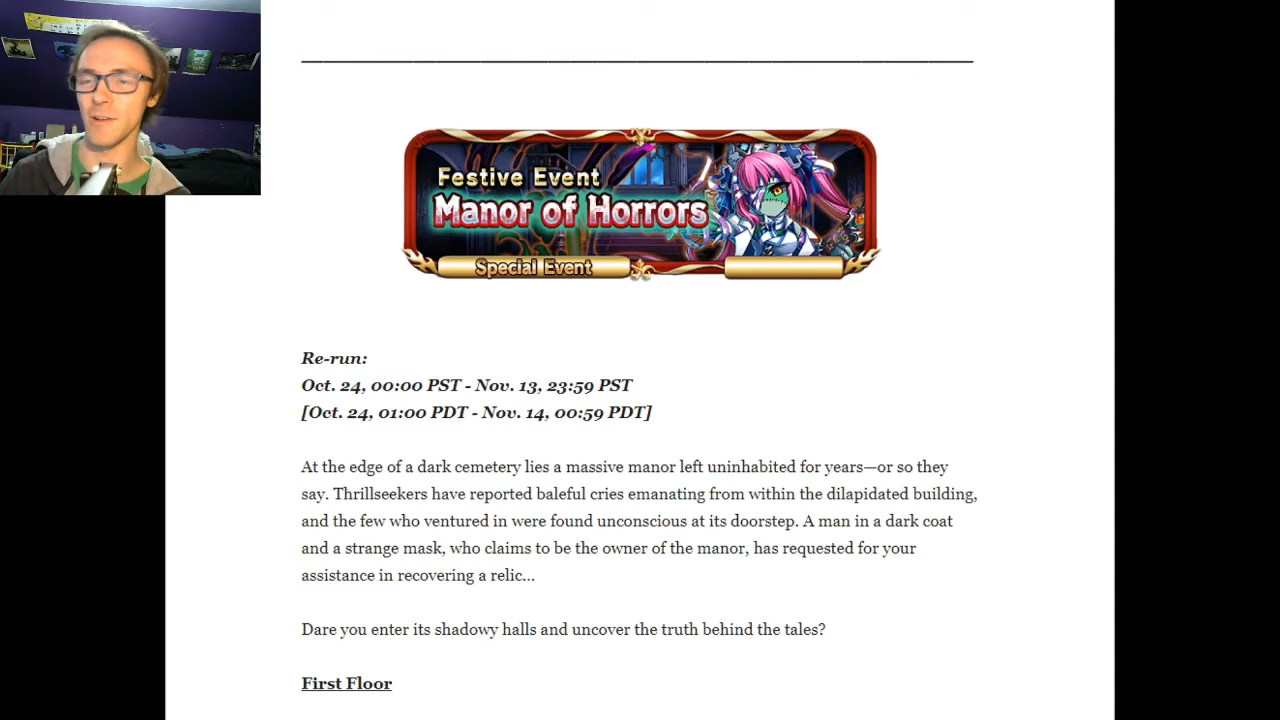 Festive Event
Manor of Horrors
Special Event
Re-run:
Oct. 24, 00:00 PST - Nov. 13, 23:59 PST
[Oct. 24, 01:00 PDT - Nov. 14, 00:59 PDT]
At the edge of a dark cemetery lies a massive manor left uninhabited for years—or so they
say. Thrillseekers have reported baleful cries emanating from within the dilapidated building,
and the few who ventured in were found unconscious at its doorstep. A man in a dark coat
and a strange mask, who claims to be the owner of the manor, has requested for your
assistance in recovering a relic...
Dare you enter its shadowy halls and uncover the truth behind the tales?
First Floor